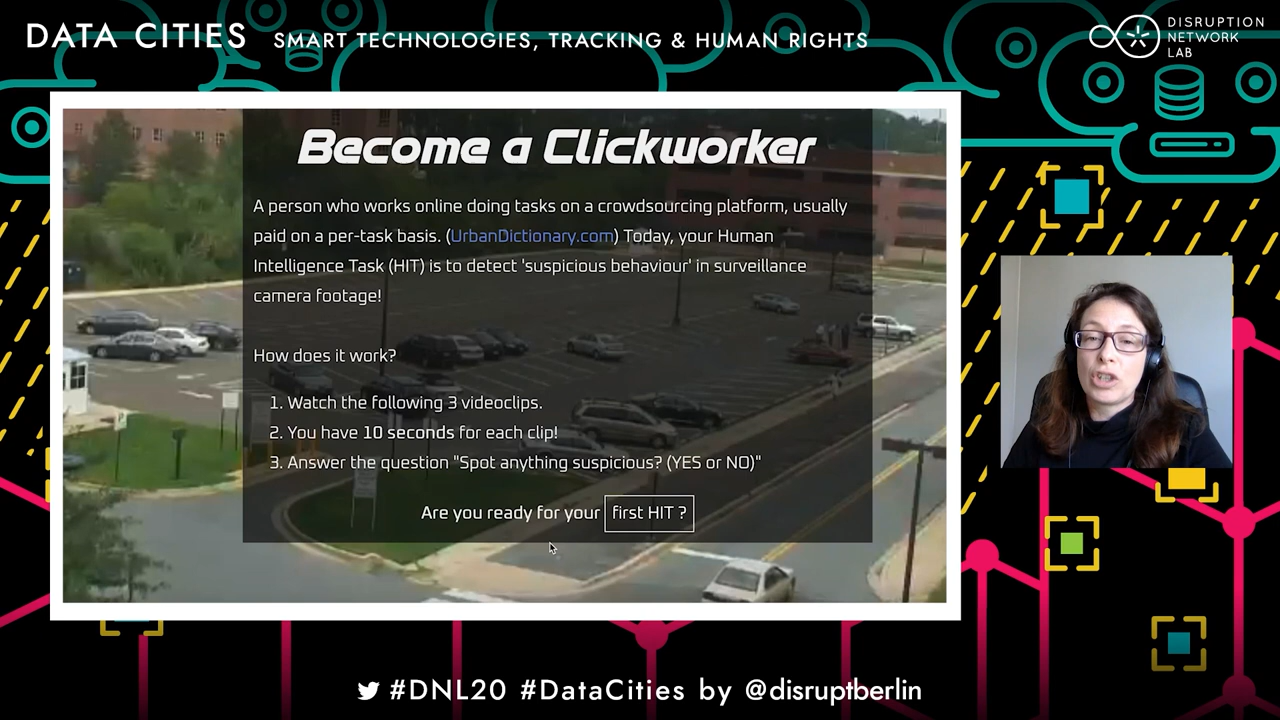 DATA CITIES SMART TECHNOLOGIES, TRACKING & HUMAN RIGHTS
DISRUPTION
NETWORK
LAB
Become a Clickworker
A person who works online doing tasks on a crowdsourcing platform, usually
paid on a per-task basis. (UrbanDictionary.com) Today, your Human
Intelligence Task (HIT) is to detect 'suspicious behaviour' in surveillance
camera footage!
How does it work?
1. Watch the following 3 videoclips.
2. You have 10 seconds for each clip!
3. Answer the question "Spot anything suspicious? (YES or NO)"
Are you ready for your first HIT ?
#DNL20 #DataCities by @disruptberlin